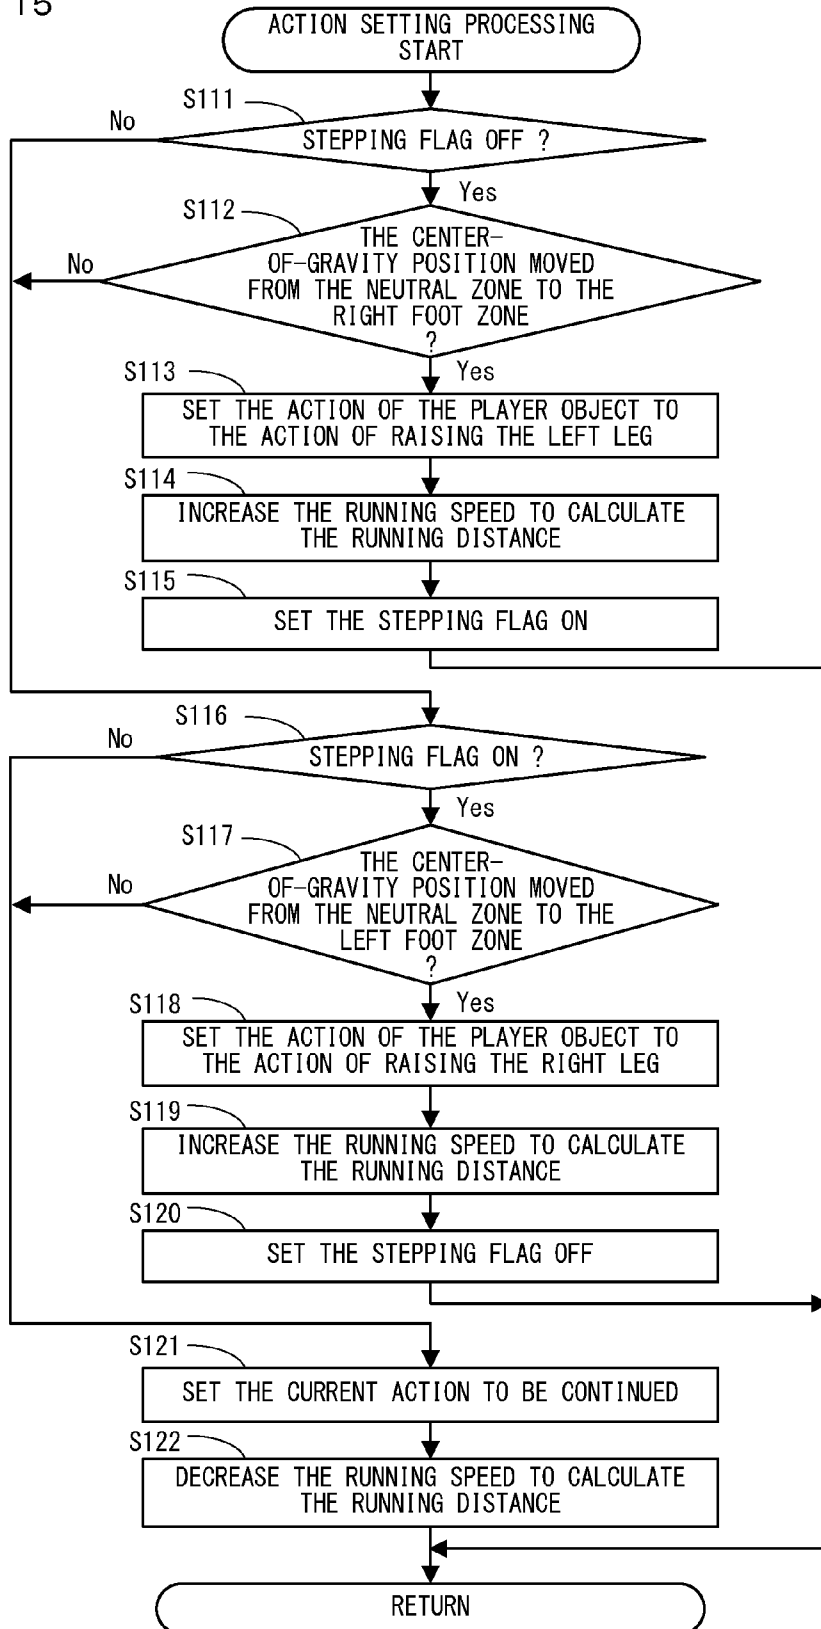 15
ACTION SETTING PROCESSING
START
S111
No
STEPPING FLAG OFF ?
Yes
S112
No
THE CENTER-
OF-GRAVITY POSITION MOVED
FROM THE NEUTRAL ZONE TO THE
RIGHT FOOT ZONE
?
Yes
S113
SET THE ACTION OF THE PLAYER OBJECT TO
THE ACTION OF RAISING THE LEFT LEG
S114
INCREASE THE RUNNING SPEED TO CALCULATE
THE RUNNING DISTANCE
S115
SET THE STEPPING FLAG ON
S116
No
STEPPING FLAG ON ?
Yes
S117
No
THE CENTER-
OF-GRAVITY POSITION MOVED
FROM THE NEUTRAL ZONE TO THE
LEFT FOOT ZONE
?
Yes
S118
SET THE ACTION OF THE PLAYER OBJECT TO
THE ACTION OF RAISING THE RIGHT LEG
S119
INCREASE THE RUNNING SPEED TO CALCULATE
THE RUNNING DISTANCE
S120
SET THE STEPPING FLAG OFF
S121
SET THE CURRENT ACTION TO BE CONTINUED
S122
DECREASE THE RUNNING SPEED TO CALCULATE
THE RUNNING DISTANCE
RETURN